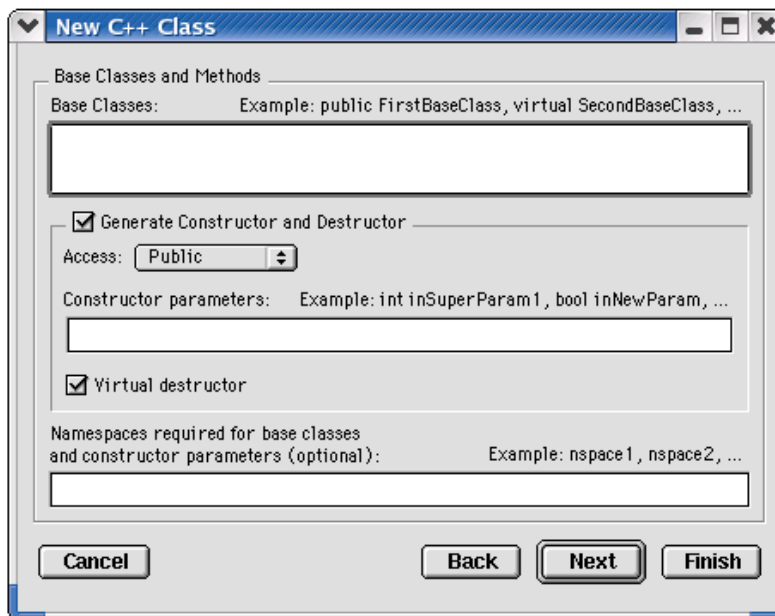 New C++ Class
Base Classes and Methods
Base Classes: Example: public FirstBaseClass, virtual SecondBaseClass, ...
Generate Constructor and Destructor
Access: Public
Constructor parameters: Example: int inSuperParam1, bool inNewParam, ...
Virtual destructor
Namespaces required for base classes
and constructor parameters (optional): Example: nspace1, nspace2, ...
Cancel Back Next Finish